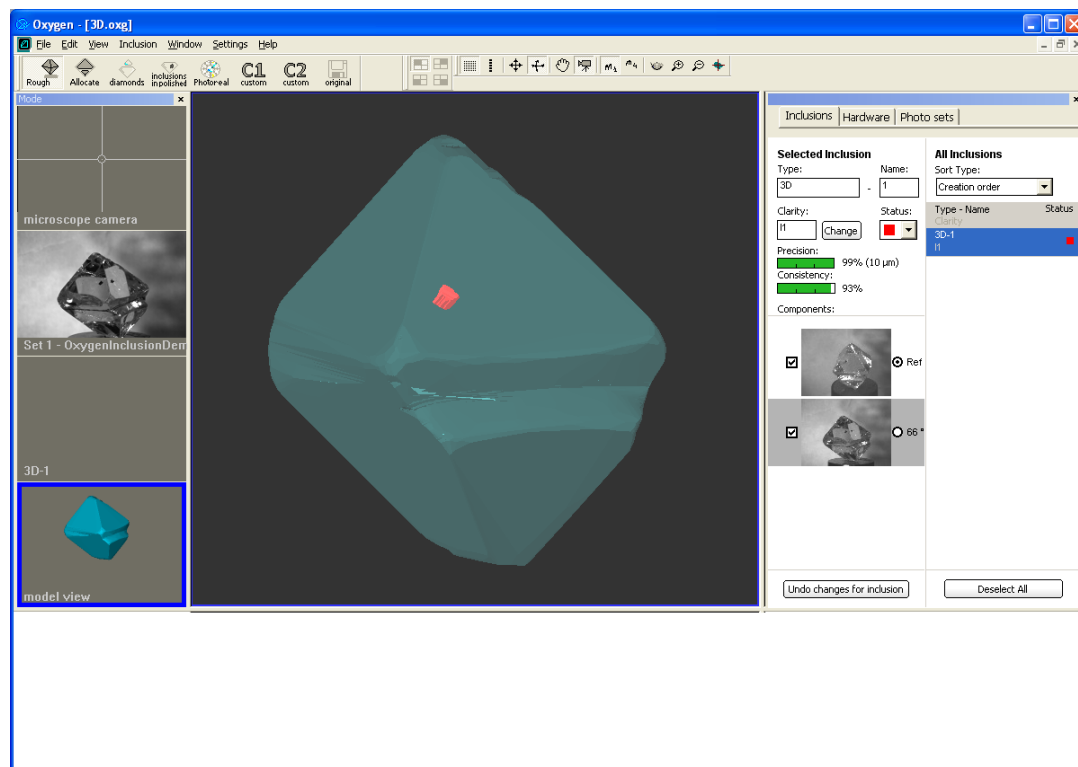 Oxygen - [3D.oxg]
File Edit View Inclusion Window Settings Help
Rough Allocate diamonds inclusions in polished Photoreal C1 custom C2 custom original
Mode
microscope camera
Set 1 - OxygenInclusionDem
3D-1
model view
Inclusions Hardware Photo sets
Selected Inclusion
Type: Name:
3D - 1
Clarity: Status:
I1 Change
Precision:
99% (10 µm)
Consistency:
93%
Components:
Ref
66 °
Undo changes for inclusion
All Inclusions
Sort Type:
Creation order
Type - Name Status
Clarity
3D-1
I1
Deselect All